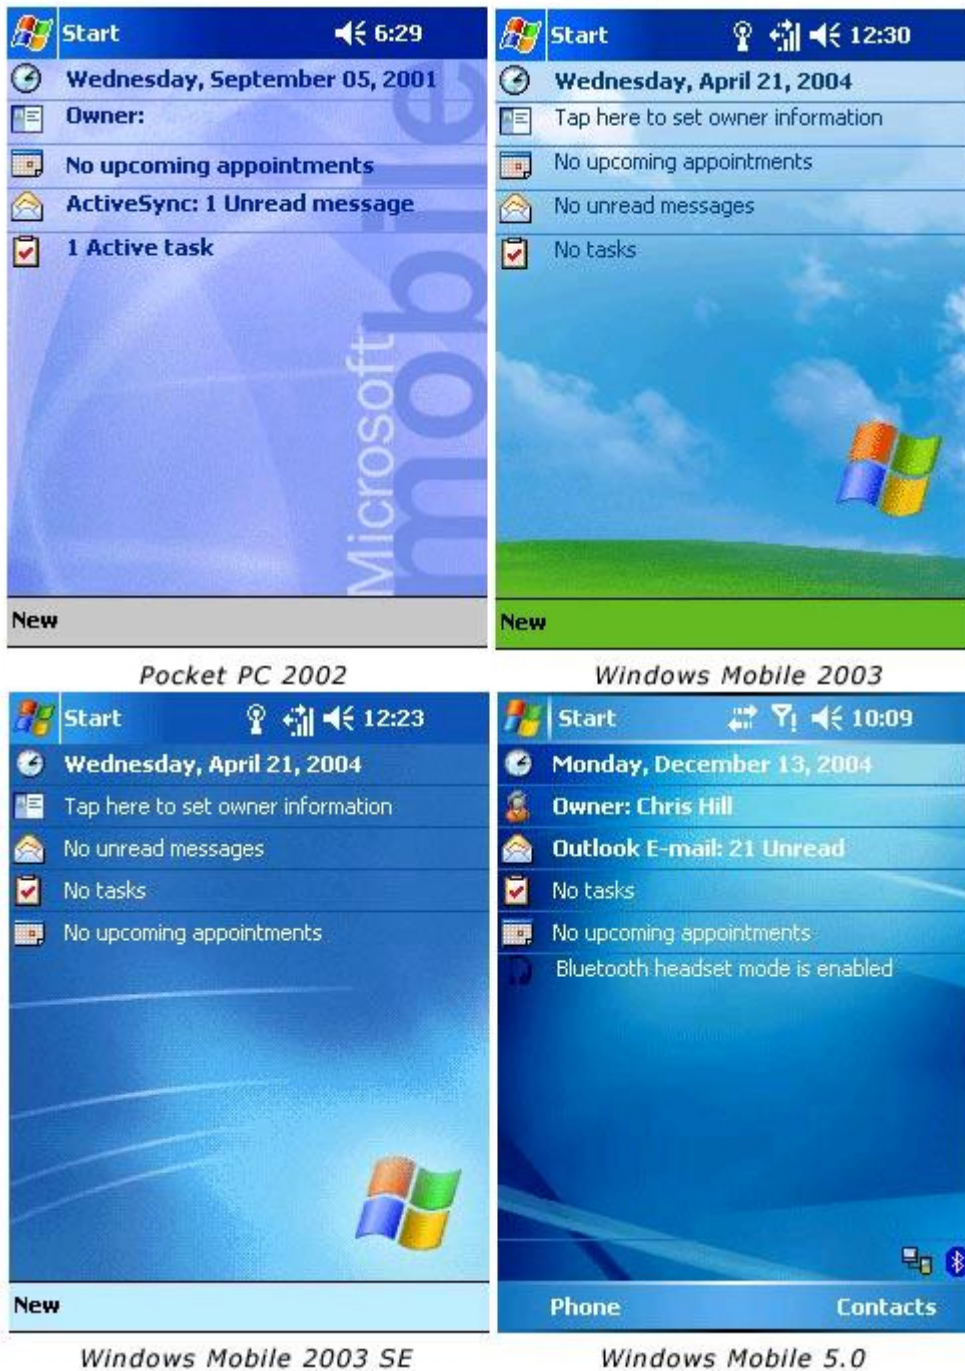 Start 6:29
Wednesday, September 05, 2001
Owner:
No upcoming appointments
ActiveSync: 1 Unread message
1 Active task
Microsoft
mobile
New
Pocket PC 2002
Start 12:30
Wednesday, April 21, 2004
Tap here to set owner information
No upcoming appointments
No unread messages
No tasks
New
Windows Mobile 2003
Start 12:23
Wednesday, April 21, 2004
Tap here to set owner information
No unread messages
No tasks
No upcoming appointments
New
Windows Mobile 2003 SE
Start 10:09
Monday, December 13, 2004
Owner: Chris Hill
Outlook E-mail: 21 Unread
No tasks
No upcoming appointments
Bluetooth headset mode is enabled
Phone Contacts
Windows Mobile 5.0